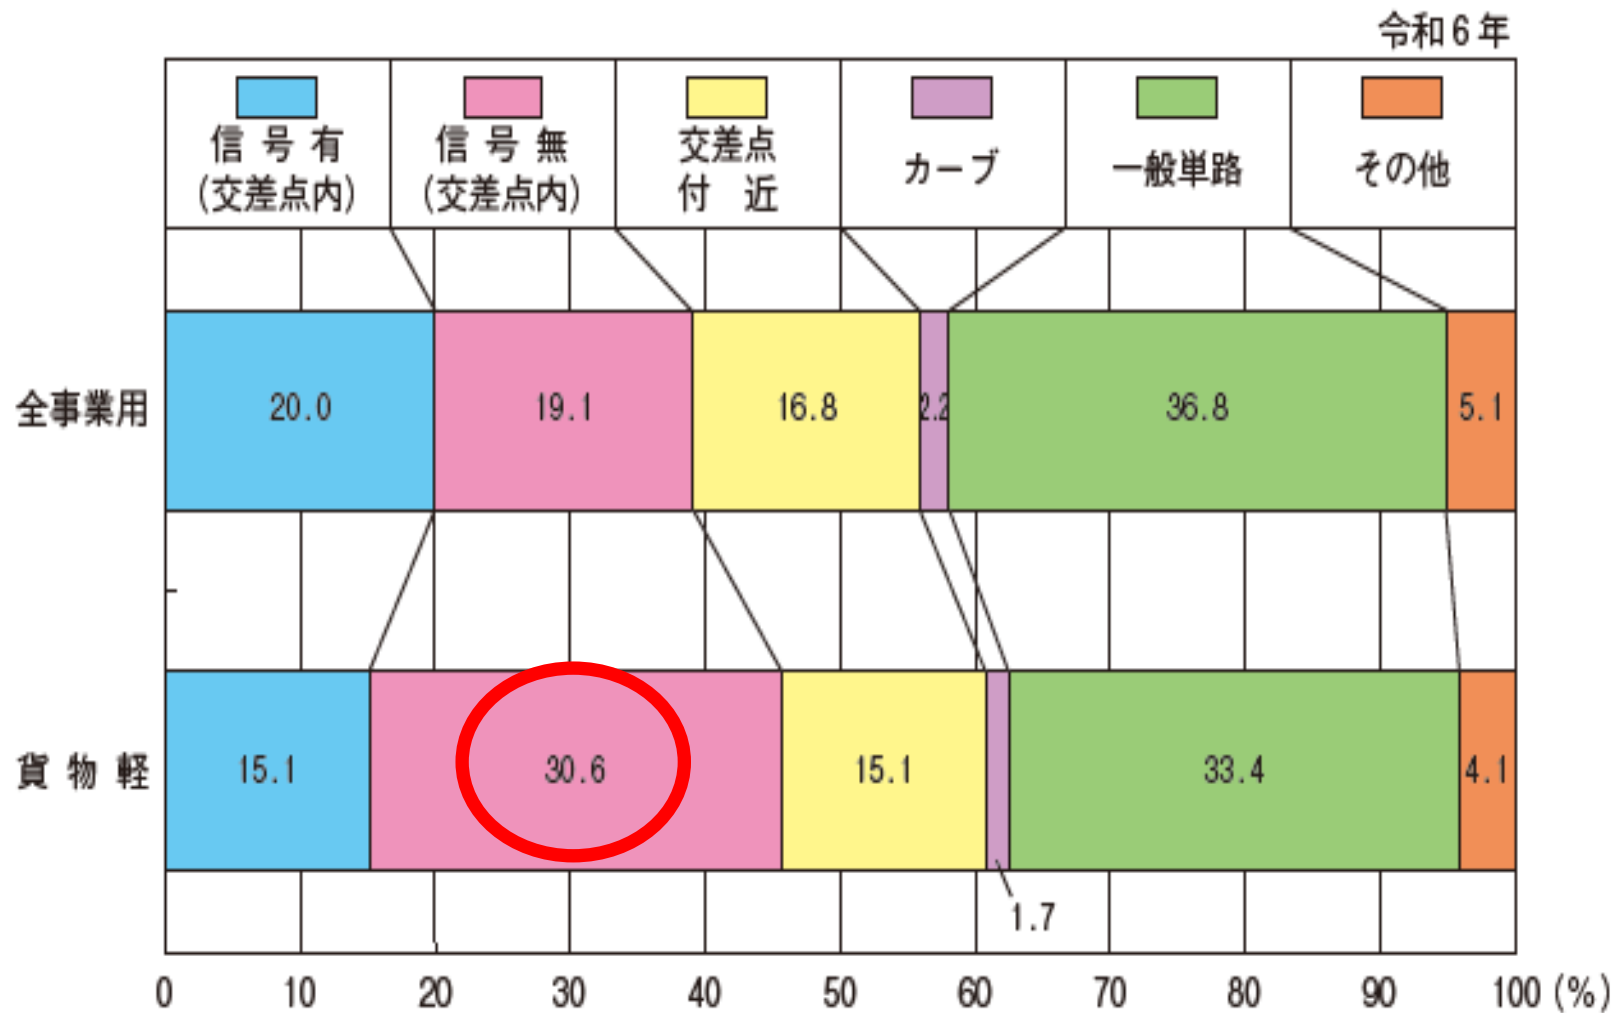 令和6年
信号有
(交差点内)
信号無
(交差点内)
交差点
付近
カーブ
一般単路
その他
全事業用
20.0
19.1
16.8
2.2
36.8
5.1
貨物軽
15.1
30.6
15.1
33.4
4.1
1.7
0 10 20 30 40 50 60 70 80 90 100 (%)